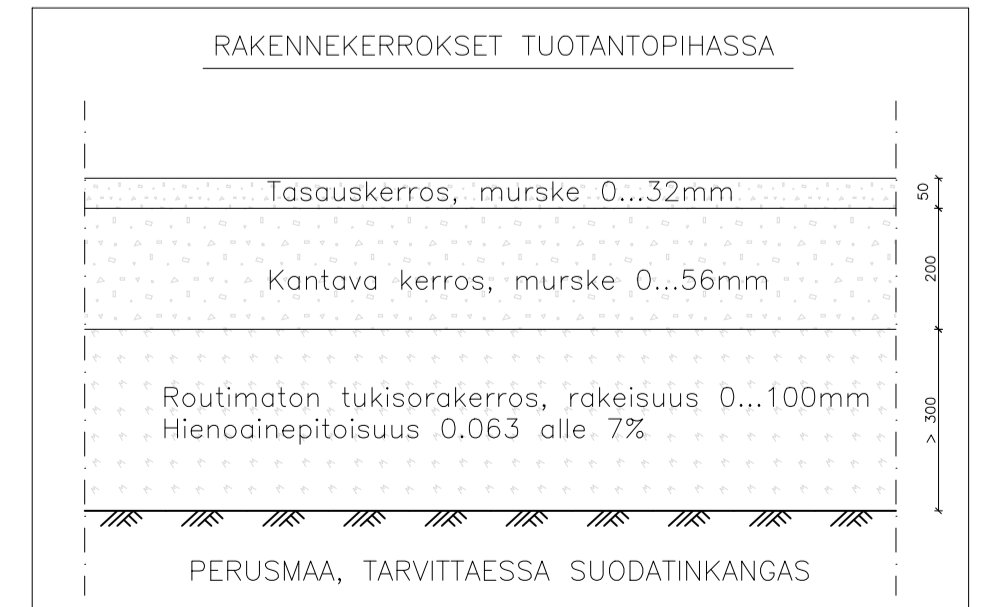 RAKENNEKERROKSET TUOTANTOPIHASSA
Tasauskerros, murske 0...32mm
50
Kantava kerros, murske 0...56mm
200
Routimaton tukisorakerros, rakeisuus 0...100mm
Hienoainepitoisuus 0.063 alle 7%
> 300
PERUSMAA, TARVITTAESSA SUODATINKANGAS